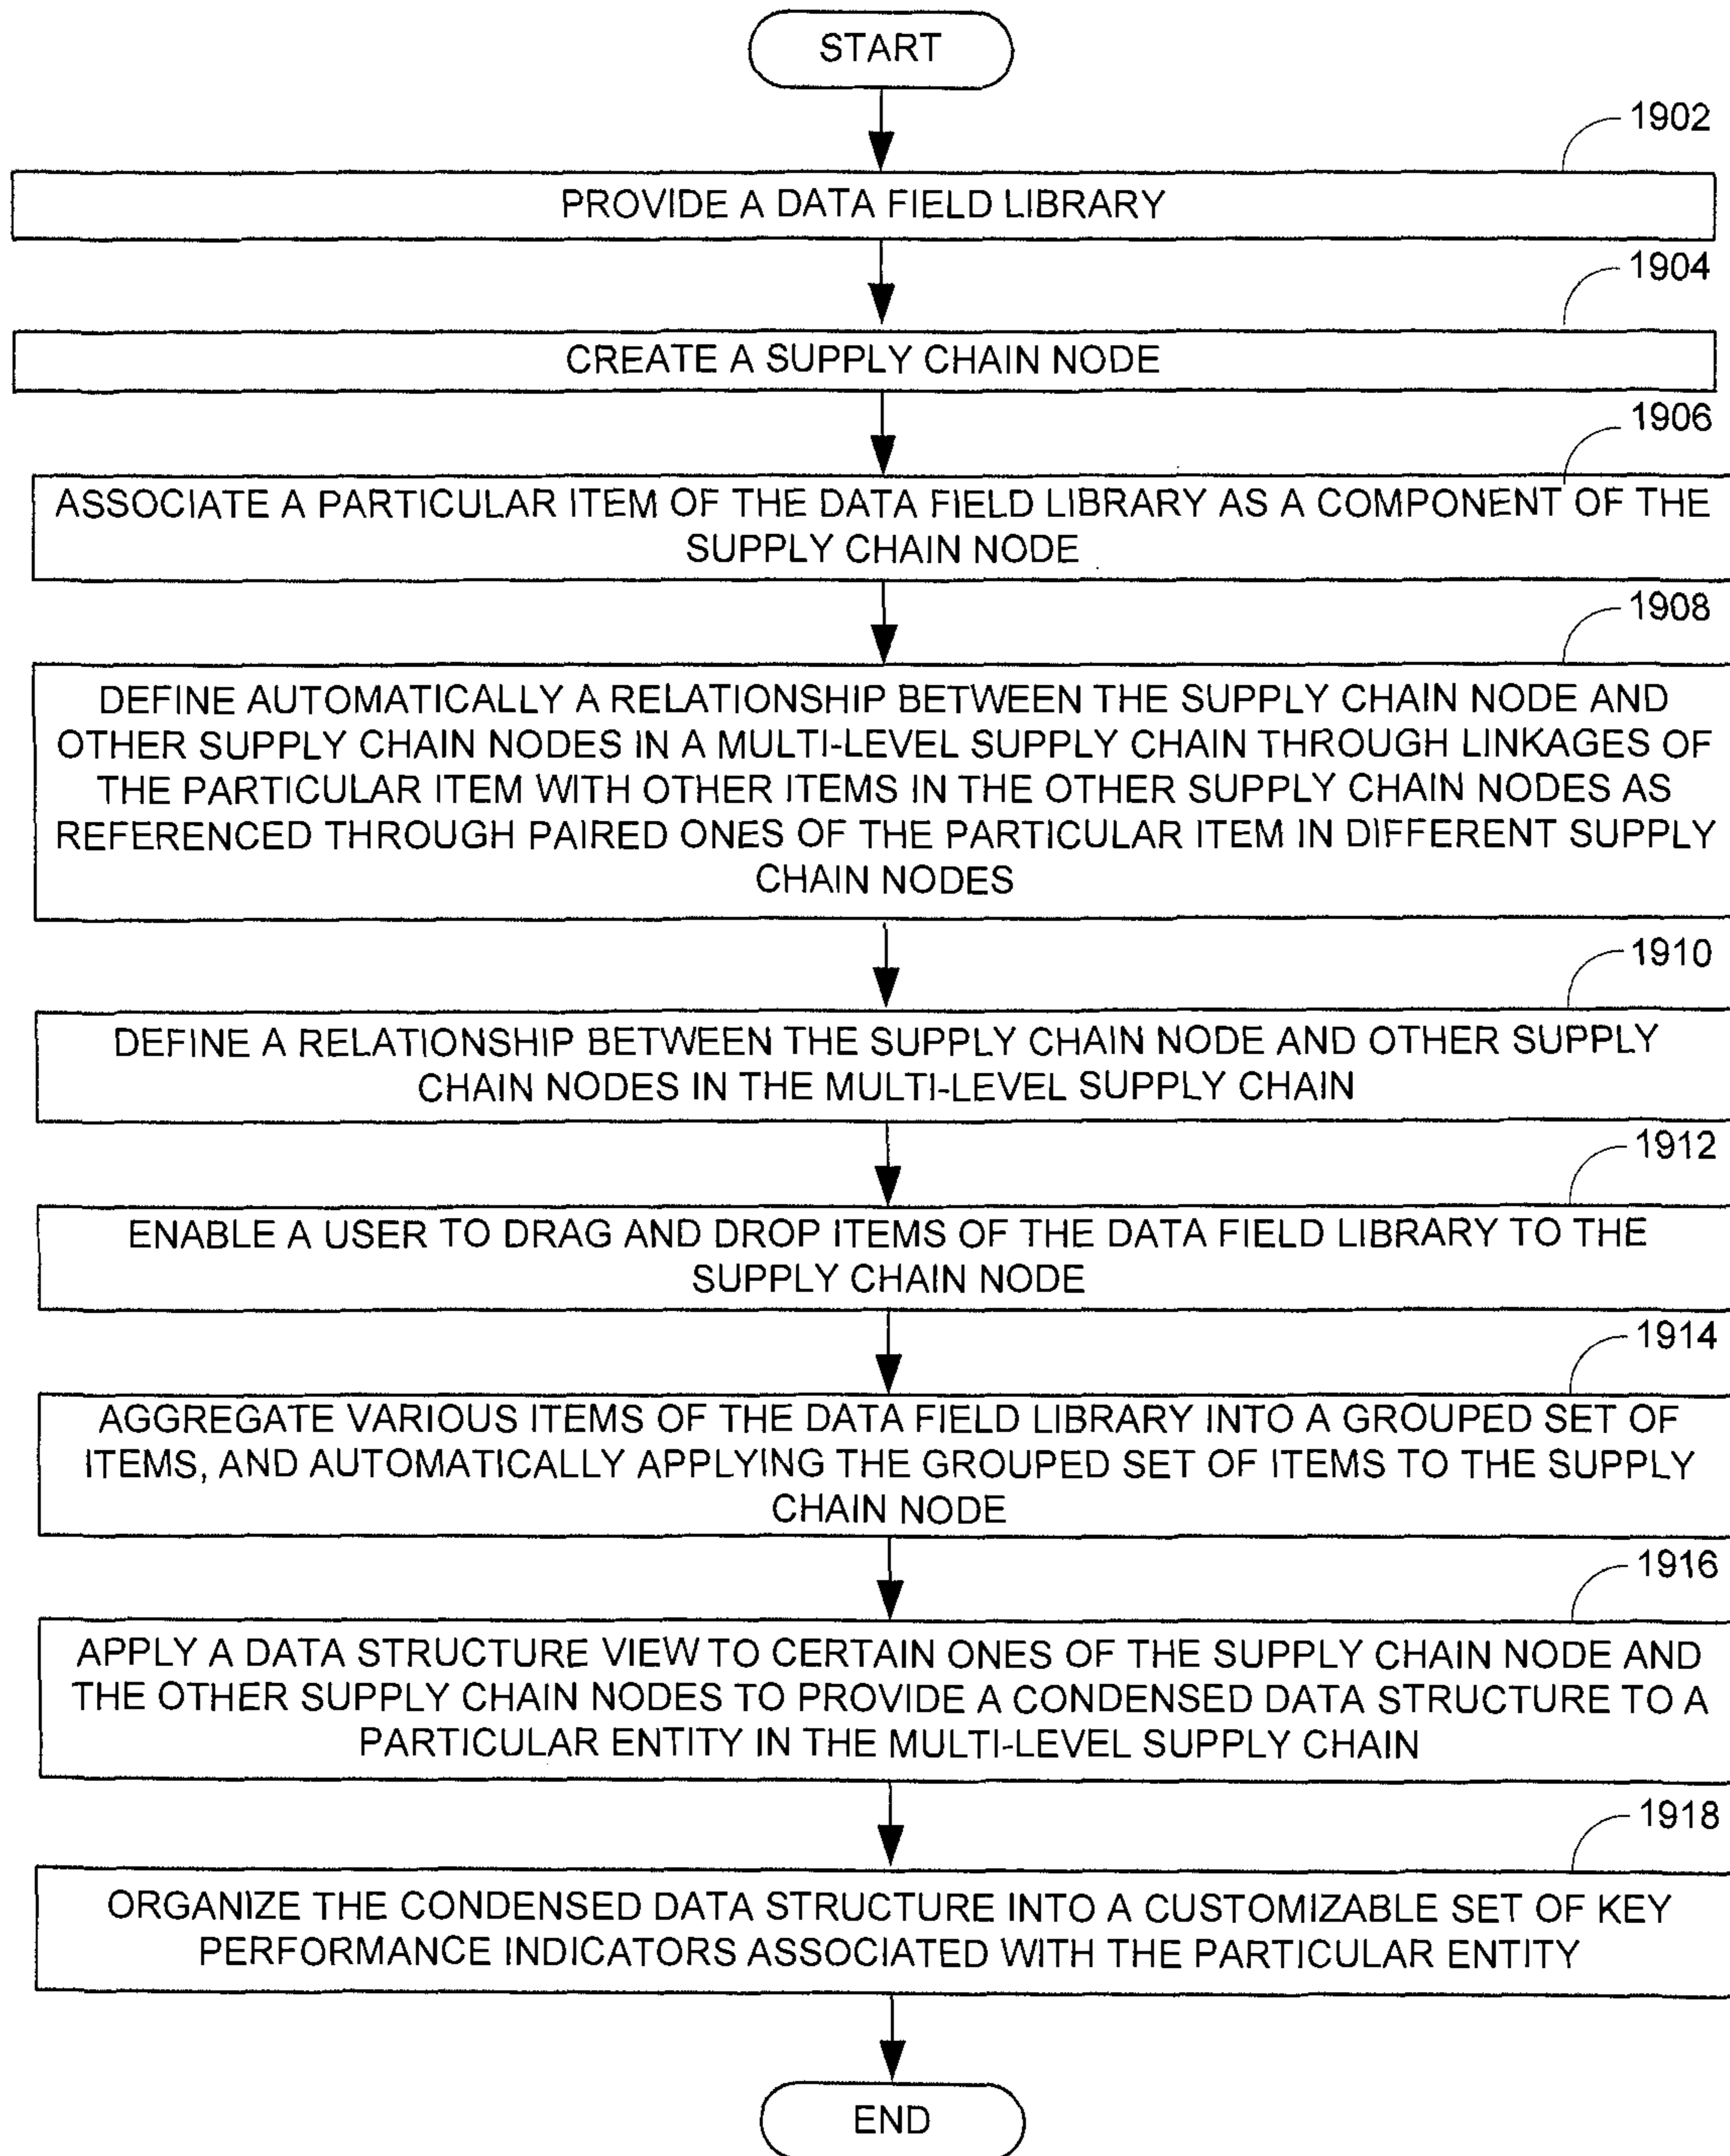 START
1902
PROVIDE A DATA FIELD LIBRARY
1904
CREATE A SUPPLY CHAIN NODE
1906
ASSOCIATE A PARTICULAR ITEM OF THE DATA FIELD LIBRARY AS A COMPONENT OF THE
SUPPLY CHAIN NODE
1908
DEFINE AUTOMATICALLY A RELATIONSHIP BETWEEN THE SUPPLY CHAIN NODE AND
OTHER SUPPLY CHAIN NODES IN A MULTI-LEVEL SUPPLY CHAIN THROUGH LINKAGES OF
THE PARTICULAR ITEM WITH OTHER ITEMS IN THE OTHER SUPPLY CHAIN NODES AS
REFERENCED THROUGH PAIRED ONES OF THE PARTICULAR ITEM IN DIFFERENT SUPPLY
CHAIN NODES
1910
DEFINE A RELATIONSHIP BETWEEN THE SUPPLY CHAIN NODE AND OTHER SUPPLY
CHAIN NODES IN THE MULTI-LEVEL SUPPLY CHAIN
1912
ENABLE A USER TO DRAG AND DROP ITEMS OF THE DATA FIELD LIBRARY TO THE
SUPPLY CHAIN NODE
1914
AGGREGATE VARIOUS ITEMS OF THE DATA FIELD LIBRARY INTO A GROUPED SET OF
ITEMS, AND AUTOMATICALLY APPLYING THE GROUPED SET OF ITEMS TO THE SUPPLY
CHAIN NODE
1916
APPLY A DATA STRUCTURE VIEW TO CERTAIN ONES OF THE SUPPLY CHAIN NODE AND
THE OTHER SUPPLY CHAIN NODES TO PROVIDE A CONDENSED DATA STRUCTURE TO A
PARTICULAR ENTITY IN THE MULTI-LEVEL SUPPLY CHAIN
1918
ORGANIZE THE CONDENSED DATA STRUCTURE INTO A CUSTOMIZABLE SET OF KEY
PERFORMANCE INDICATORS ASSOCIATED WITH THE PARTICULAR ENTITY
END